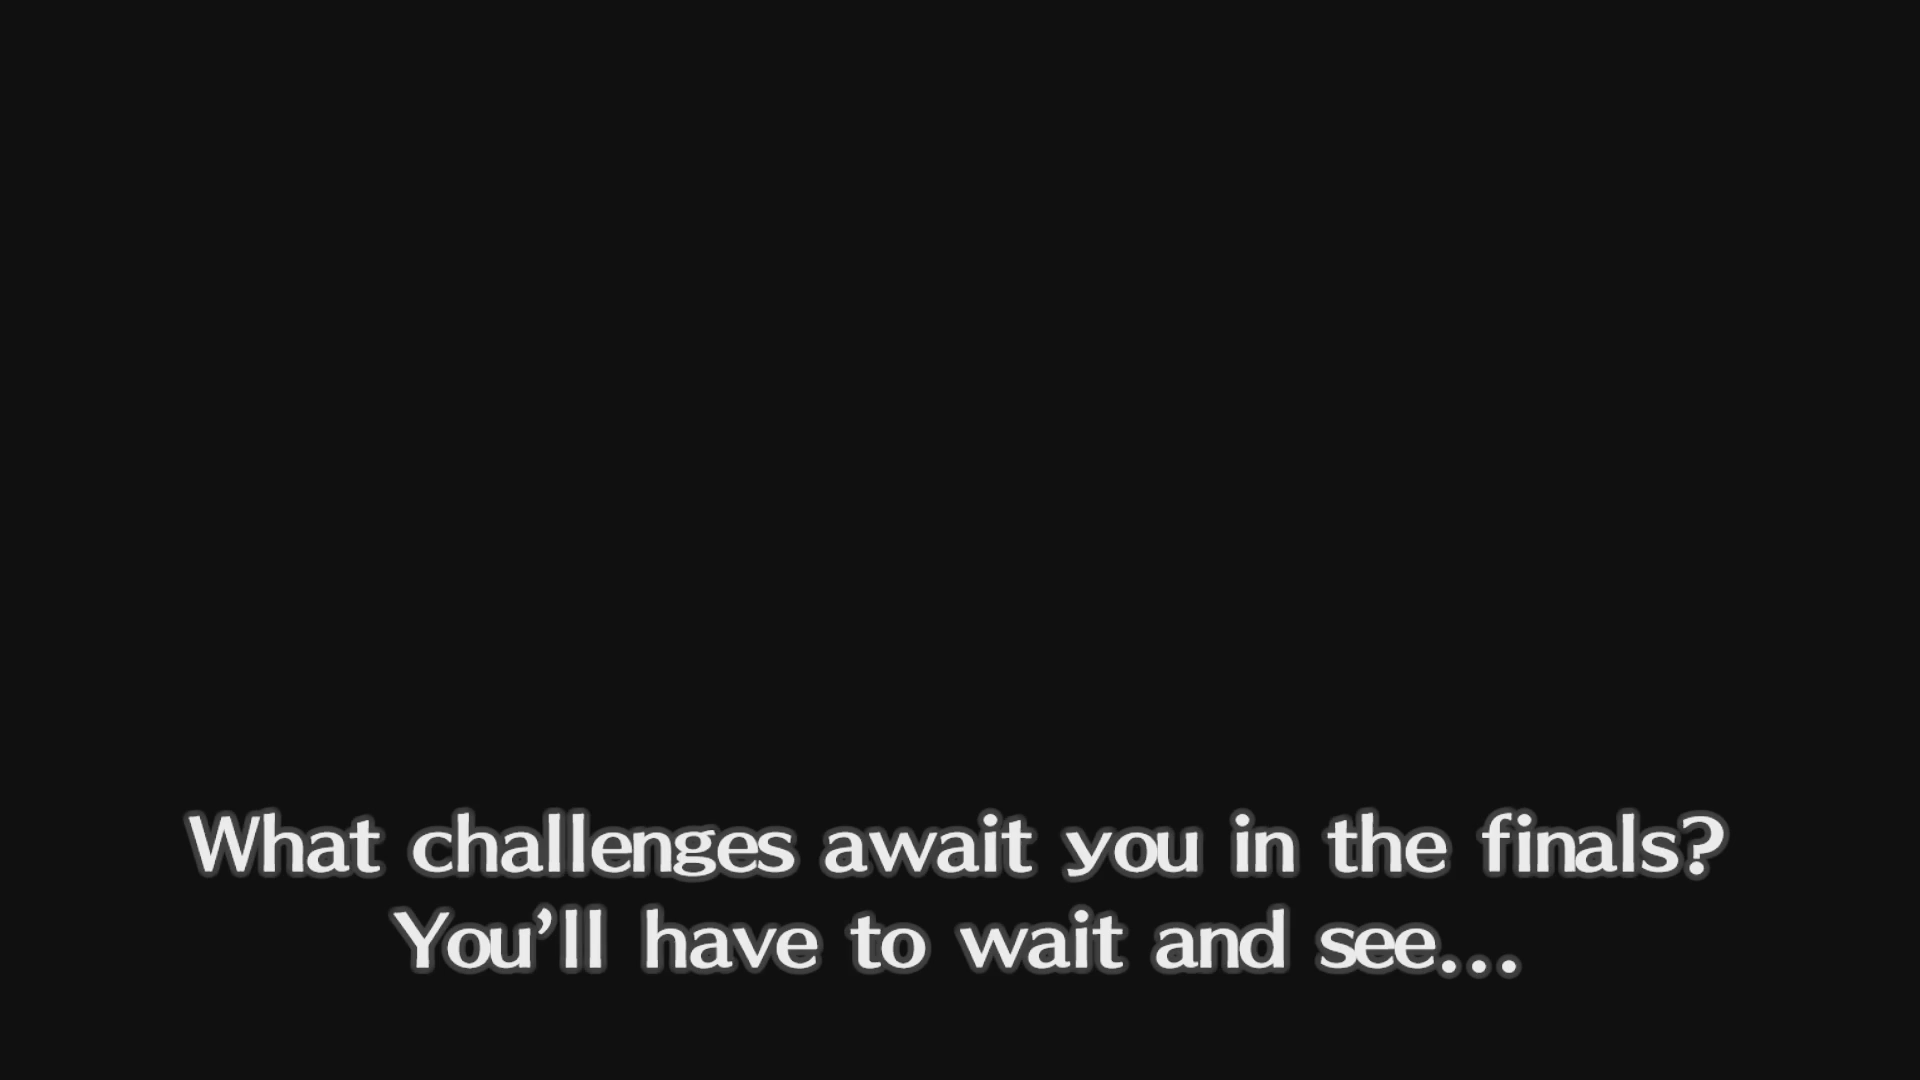 What challenges await you in the finals?
You’ll have to wait and see...